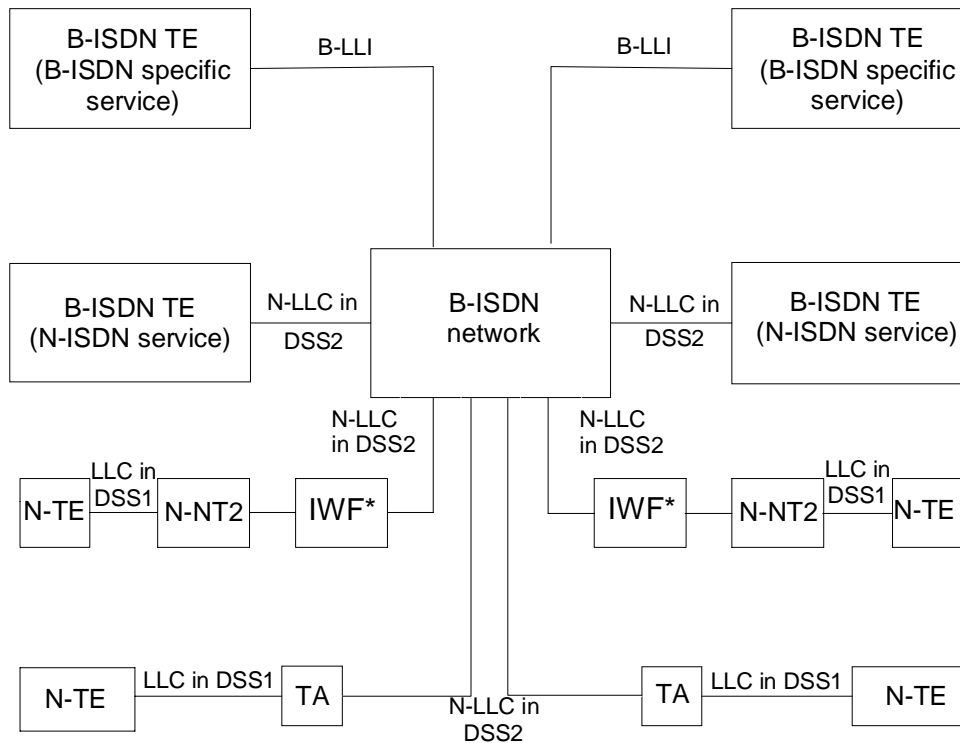 B-ISDN TE
(B-ISDN specific
service)
B-LLI
B-LLI
B-ISDN TE
(B-ISDN specific
service)
B-ISDN TE
(N-ISDN service)
N-LLC in
DSS2
B-ISDN
network
N-LLC in
DSS2
B-ISDN TE
(N-ISDN service)
N-LLC
in DSS2
N-LLC
in DSS2
N-TE
LLC in
DSS1
N-NT2
IWF*
IWF*
N-NT2
LLC in
DSS1
N-TE
N-TE
LLC in DSS1
TA
N-LLC in
DSS2
TA
LLC in DSS1
N-TE